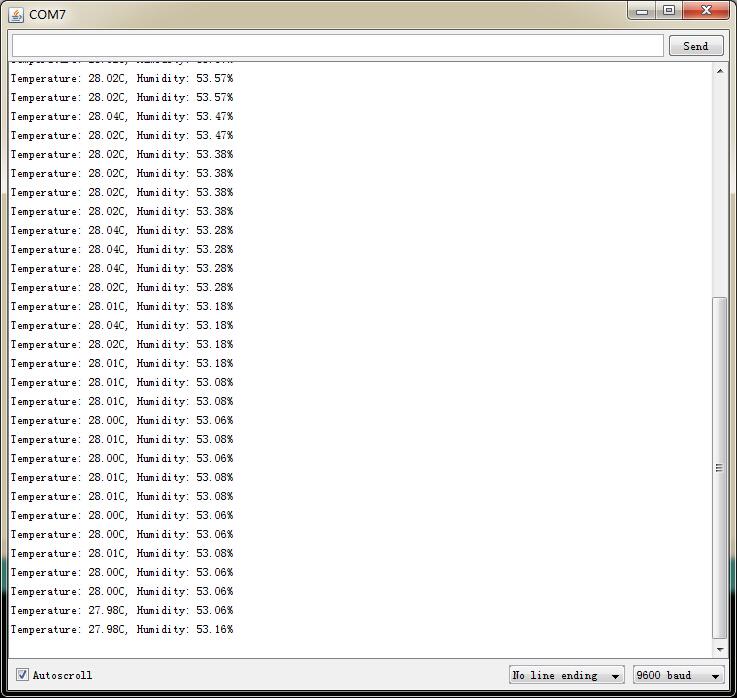 COM7
Send
Temperature: 28.02C, Humidity: 53.57%
Temperature: 28.02C, Humidity: 53.57%
Temperature: 28.04C, Humidity: 53.47%
Temperature: 28.02C, Humidity: 53.47%
Temperature: 28.02C, Humidity: 53.38%
Temperature: 28.02C, Humidity: 53.38%
Temperature: 28.02C, Humidity: 53.38%
Temperature: 28.02C, Humidity: 53.38%
Temperature: 28.04C, Humidity: 53.28%
Temperature: 28.04C, Humidity: 53.28%
Temperature: 28.04C, Humidity: 53.28%
Temperature: 28.02C, Humidity: 53.28%
Temperature: 28.01C, Humidity: 53.18%
Temperature: 28.04C, Humidity: 53.18%
Temperature: 28.02C, Humidity: 53.18%
Temperature: 28.01C, Humidity: 53.18%
Temperature: 28.01C, Humidity: 53.08%
Temperature: 28.01C, Humidity: 53.08%
Temperature: 28.00C, Humidity: 53.06%
Temperature: 28.01C, Humidity: 53.08%
Temperature: 28.00C, Humidity: 53.06%
Temperature: 28.01C, Humidity: 53.08%
Temperature: 28.01C, Humidity: 53.08%
Temperature: 28.00C, Humidity: 53.06%
Temperature: 28.00C, Humidity: 53.06%
Temperature: 28.01C, Humidity: 53.08%
Temperature: 28.00C, Humidity: 53.06%
Temperature: 28.00C, Humidity: 53.06%
Temperature: 27.98C, Humidity: 53.06%
Temperature: 27.98C, Humidity: 53.16%
Autoscroll No line ending 9600 baud